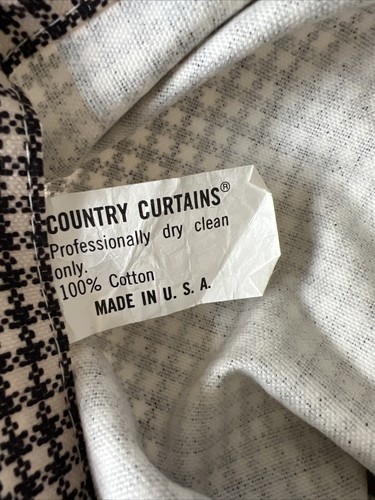 COUNTRY CURTAINS®
Professionally dry clean
only.
100% Cotton
MADE IN U. S. A.